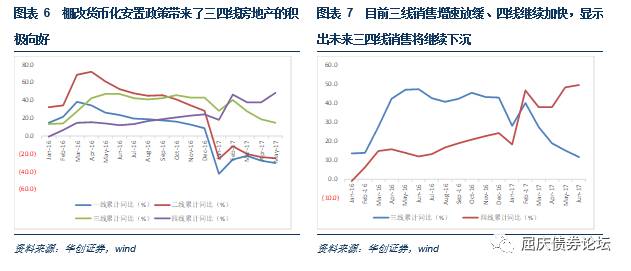 图表 6 棚改货币化安置政策带来了三四线房地产的积
极向好
80.0
60.0
40.0
20.0
0.0
(20.0)
(40.0)
(60.0)
Jan-16
Feb-16
Mar-16
Apr-16
May-16
Jun-16
Jul-16
Aug-16
Sep-16
Oct-16
Nov-16
Dec-16
Jan-17
Feb-17
Mar-17
Apr-17
May-17
一线累计同比（%）
二线累计同比（%）
三线累计同比（%）
四线累计同比（%）
资料来源：华创证券，wind
图表 7 目前三线销售增速放缓、四线继续加快，显示
出未来三四线销售将继续下沉
60.0
50.0
40.0
30.0
20.0
10.0
0.0
(10.0)
Jan-16
Feb-16
Mar-16
Apr-16
May-16
Jun-16
Jul-16
Aug-16
Sep-16
Oct-16
Nov-16
Dec-16
Jan-17
Feb-17
Mar-17
Apr-17
May-17
Jun-17
三线累计同比（%）
四线累计同比（%）
资料来源：华创证券，wind
屈庆债券论坛